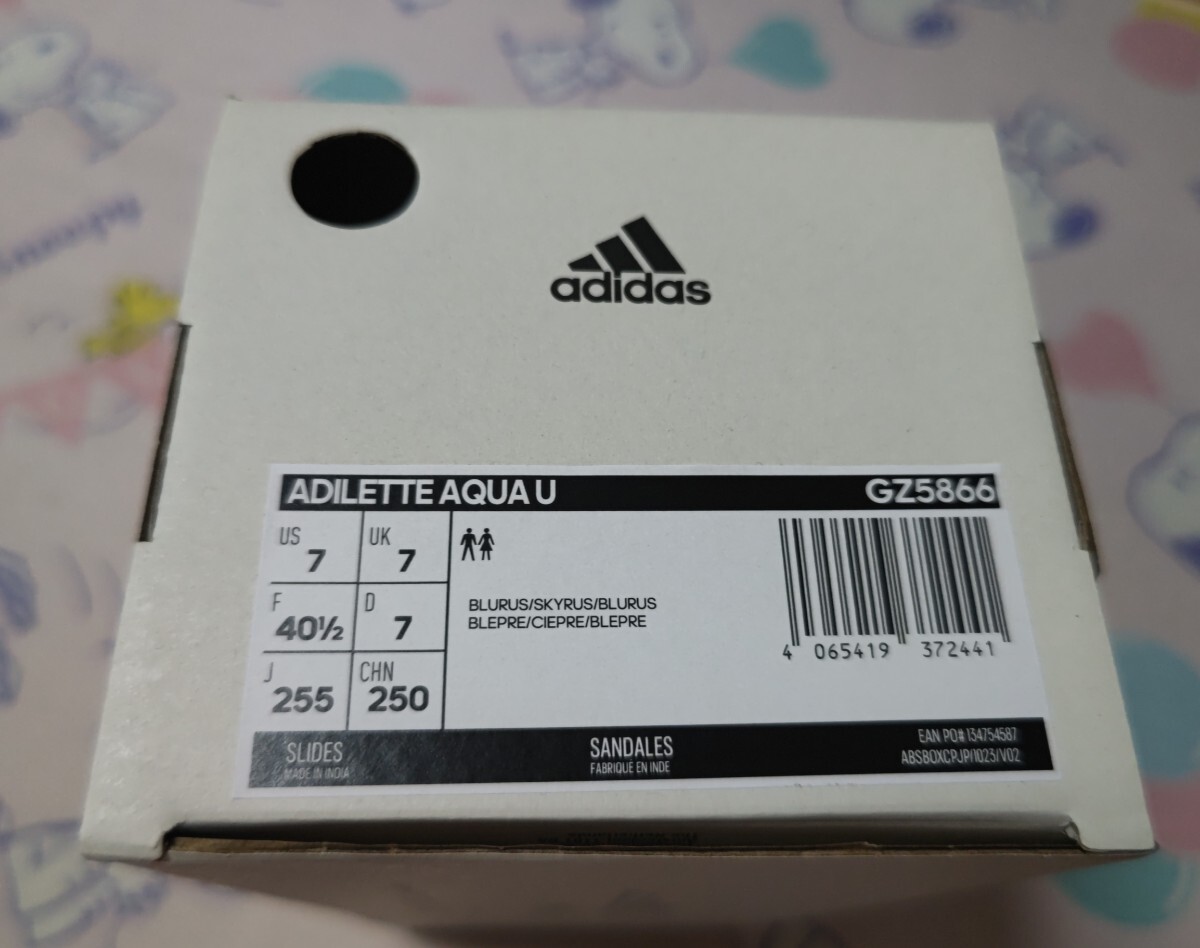 adidas
ADILETTE AQUA U GZ5866
US 7 UK 7
F 40½ D 7
J 255 CHN 250
BLURUS/SKYRUS/BLURUS
BLEPRE/CIEPRE/BLEPRE
4 065419 372441
SLIDES
MADE IN INDIA
SANDALES
FABRIQUÉ EN INDE
EAN PO# 134754587
ABSBOXCPJP/1023/V02